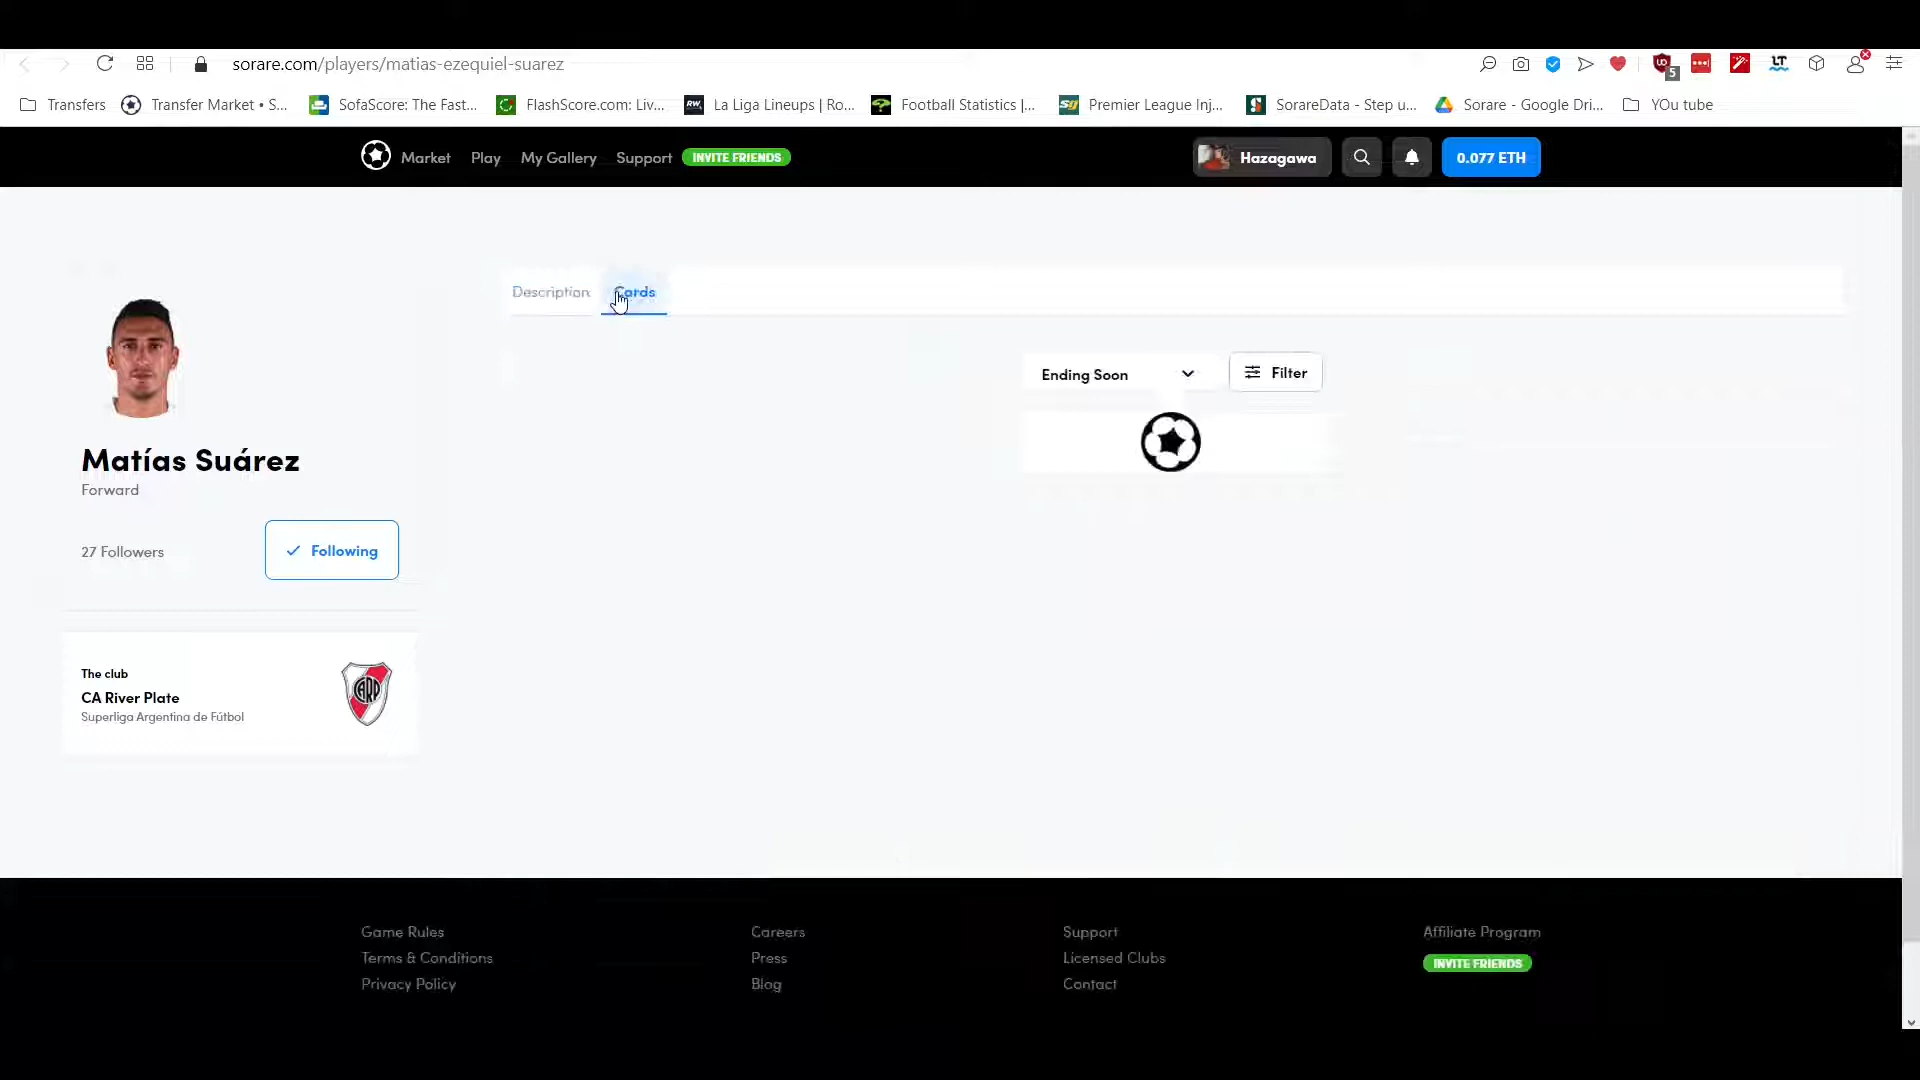 sorare.com/players/matias-ezequiel-suarez
5
Transfers
Transfer Market • S...
SofaScore: The Fast...
FlashScore.com: Liv...
RW
La Liga Lineups | Ro...
Football Statistics |...
Premier League Inj...
SorareData - Step u...
Sorare - Google Dri...
YOu tube
Market
Play
My Gallery
Support
INVITE FRIENDS
Hazagawa
0.077 ETH
Description
Cards
Ending Soon
Filter
Matías Suárez
Forward
27 Followers
Following
The club
CA River Plate
Superliga Argentina de Fútbol
CARP
Game Rules
Careers
Support
Affiliate Program
Terms & Conditions
Press
Licensed Clubs
INVITE FRIENDS
Privacy Policy
Blog
Contact